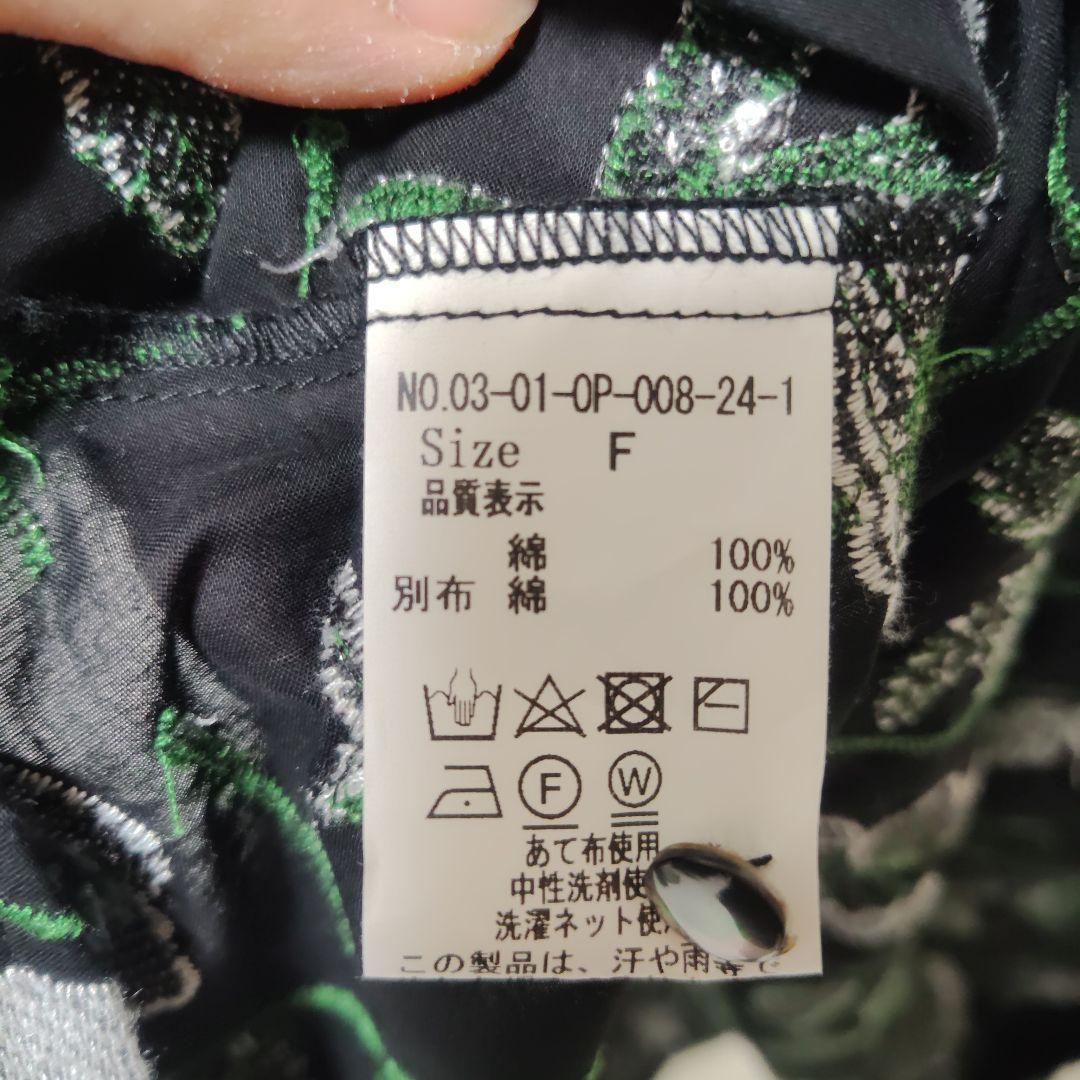 NO.03-01-OP-008-24-1
Size F
品質表示
綿 100%
別布 綿 100%
F W
あて布使用
中性洗剤使
洗濯ネット使
この製品は、汗や雨等で